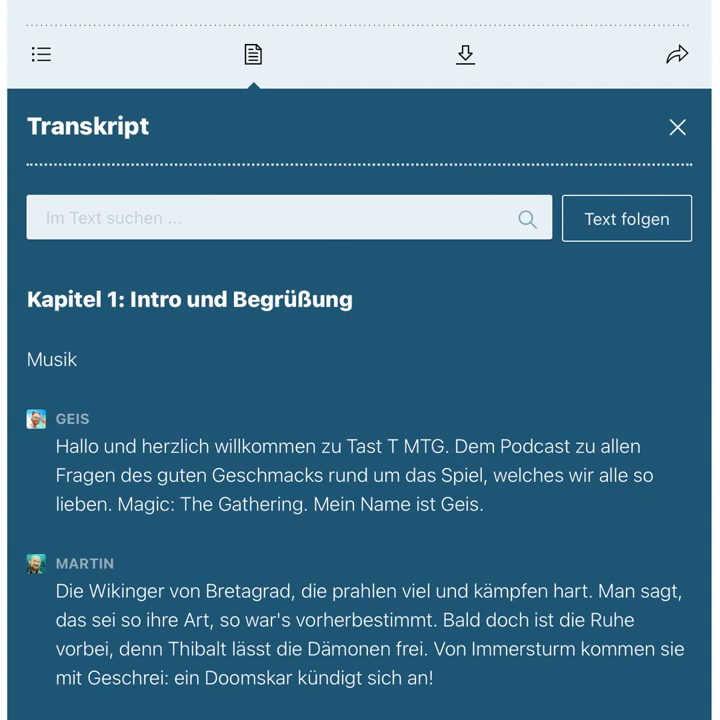 Transkript
Im Text suchen ...
Text folgen
Kapitel 1: Intro und Begrüßung
Musik
GEIS
Hallo und herzlich willkommen zu Tast T MTG. Dem Podcast zu allen
Fragen des guten Geschmacks rund um das Spiel, welches wir alle so
lieben. Magic: The Gathering. Mein Name ist Geis.
MARTIN
Die Wikinger von Bretagrad, die prahlen viel und kämpfen hart. Man sagt,
das sei so ihre Art, so war's vorherbestimmt. Bald doch ist die Ruhe
vorbei, denn Thibalt lässt die Dämonen frei. Von Immersturm kommen sie
mit Geschrei: ein Doomskar kündigt sich an!